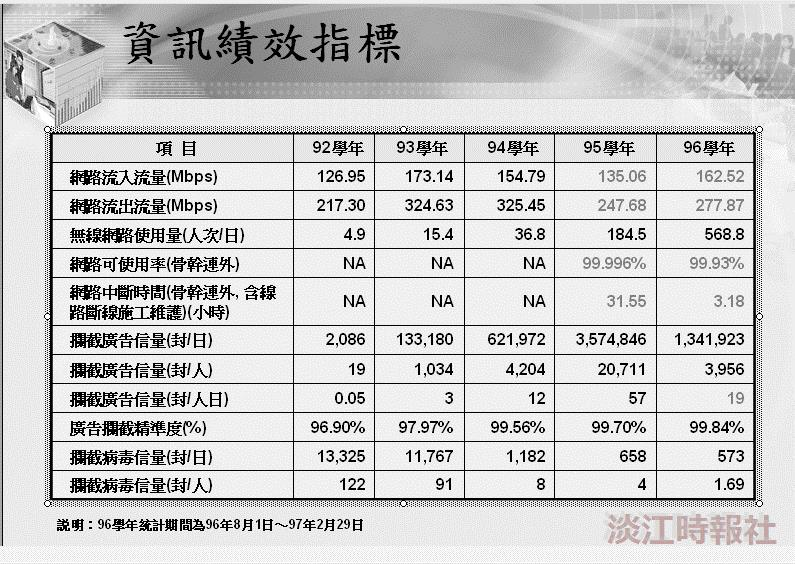 資訊績效指標
項 目 92學年 93學年 94學年 95學年 96學年
網路流入流量(Mbps) 126.95 173.14 154.79 135.06 162.52
網路流出流量(Mbps) 217.30 324.63 325.45 247.68 277.87
無線網路使用量(人次/日) 4.9 15.4 36.8 184.5 568.8
網路可使用率(骨幹連外) NA NA NA 99.996% 99.93%
網路中斷時間(骨幹連外, 含線
路斷線施工維護)(小時) NA NA NA 31.55 3.18
攔截廣告信量(封/日) 2,086 133,180 621,972 3,574,846 1,341,923
攔截廣告信量(封/人) 19 1,034 4,204 20,711 3,956
攔截廣告信量(封/人日) 0.05 3 12 57 19
廣告攔截精準度(%) 96.90% 97.97% 99.56% 99.70% 99.84%
攔截病毒信量(封/日) 13,325 11,767 1,182 658 573
攔截病毒信量(封/人) 122 91 8 4 1.69
說明：96學年統計期間為96年8月1日～97年2月29日
淡江時報社